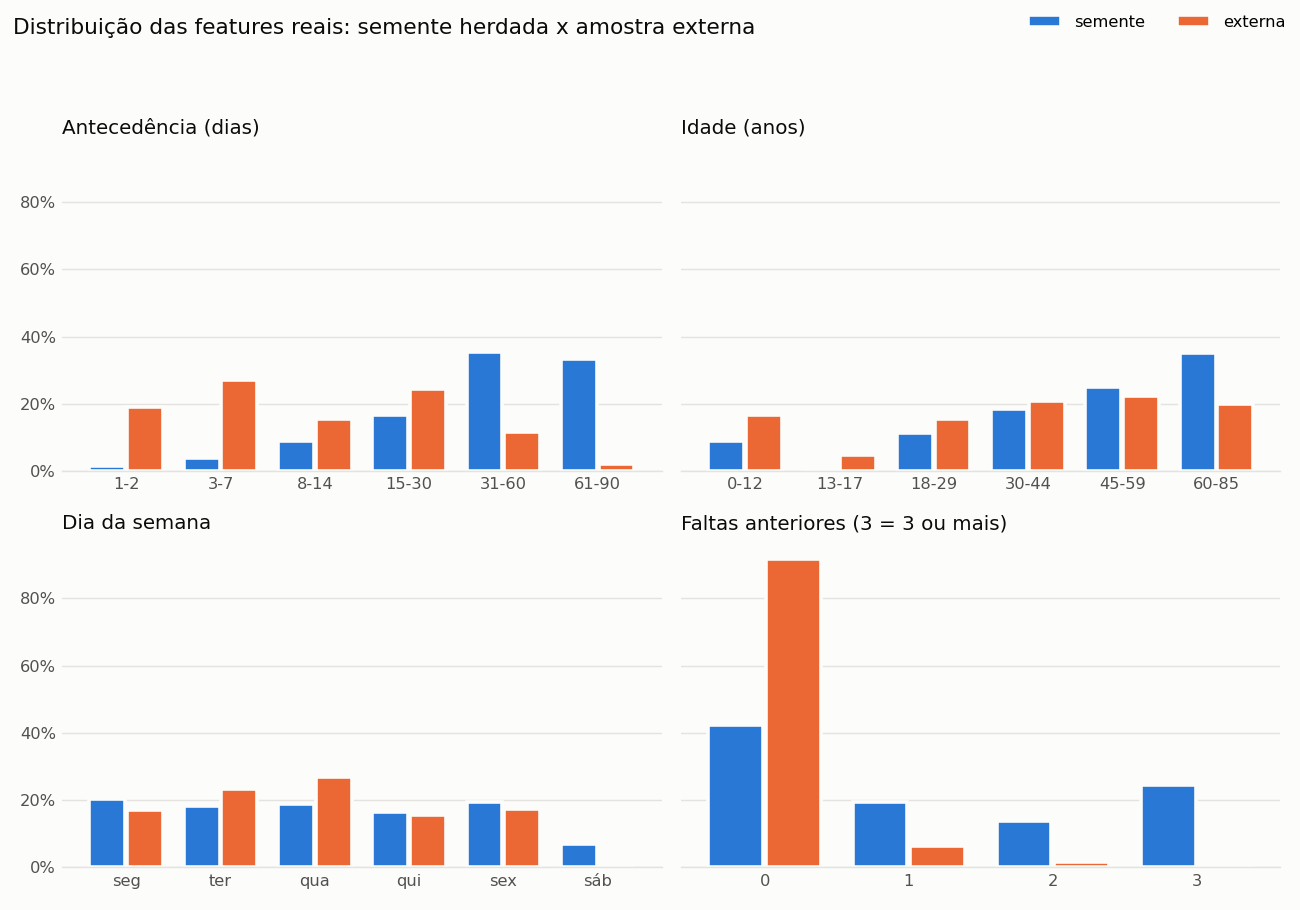 Distribuição das features reais: semente herdada x amostra externa
semente externa
Antecedência (dias)
80%
60%
40%
20%
0%
1-2 3-7 8-14 15-30 31-60 61-90
Idade (anos)
0-12 13-17 18-29 30-44 45-59 60-85
Dia da semana
80%
60%
40%
20%
0%
seg ter qua qui sex sáb
Faltas anteriores (3 = 3 ou mais)
0 1 2 3